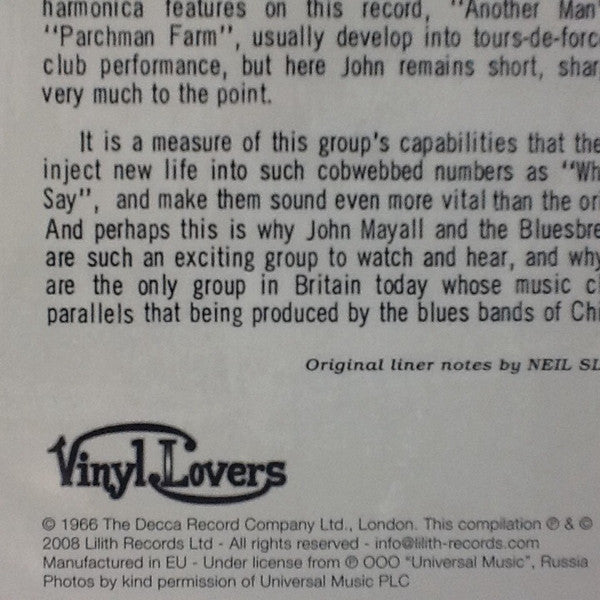 harmonica features on this record, "Another Man'
"Parchman Farm", usually develop into tours-de-forc
club performance, but here John remains short, shar
very much to the point.
It is a measure of this group's capabilities that the
inject new life into such cobwebbed numbers as "Wh
Say", and make them sound even more vital than the ori
And perhaps this is why John Mayall and the Bluesbre
are such an exciting group to watch and hear, and why
are the only group in Britain today whose music cl
parallels that being produced by the blues bands of Chi
Original liner notes by NEIL SL
Vinyl Lovers
© 1966 The Decca Record Company Ltd., London. This compilation ℗ & ©
2008 Lilith Records Ltd - All rights reserved - info@lilith-records.com
Manufactured in EU - Under license from ℗ OOO "Universal Music", Russia
Photos by kind permission of Universal Music PLC